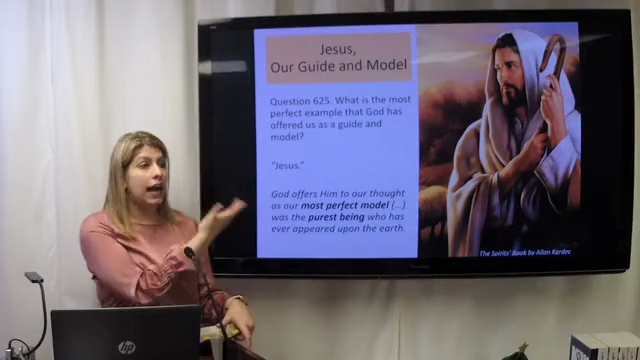 Jesus,
Our Guide and Model
Question 625. What is the most
perfect example that God has
offered us as a guide and
model?
"Jesus."
God offers Him to our thought
as our most perfect model (...)
was the purest being who has
ever appeared upon the earth.
The Spirits' Book by Allan Kardec
hp